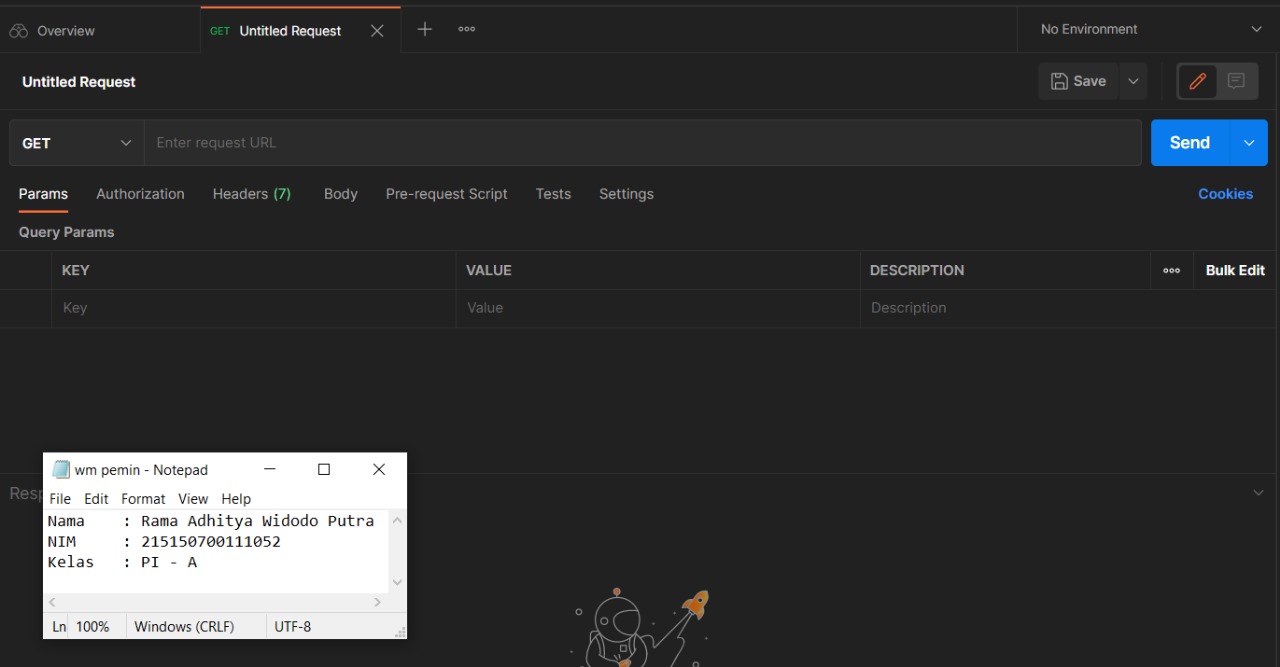 Overview
GET Untitled Request
No Environment
Untitled Request
Save
GET
Enter request URL
Send
Params Authorization Headers (7) Body Pre-request Script Tests Settings Cookies
Query Params
KEY VALUE DESCRIPTION Bulk Edit
Key Value Description
Resp
wm pemin - Notepad
File Edit Format View Help
Nama : Rama Adhitya Widodo Putra
NIM : 215150700111052
Kelas : PI - A
Ln 100% Windows (CRLF) UTF-8